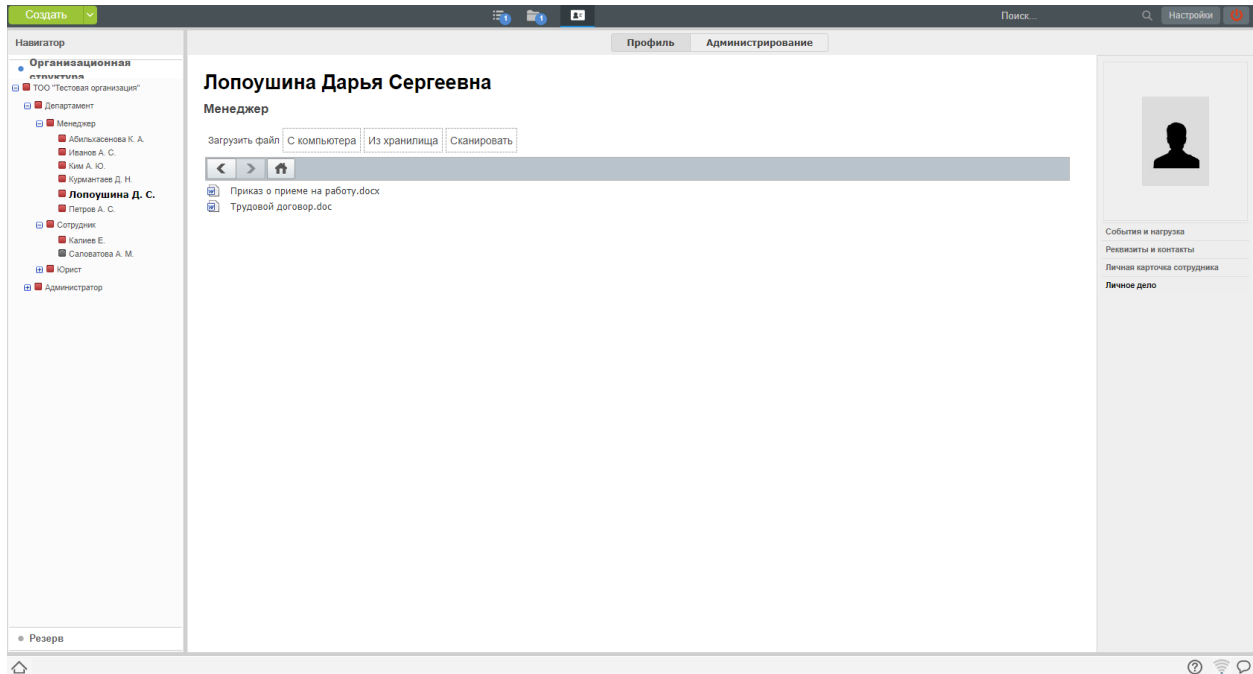 Создать
1
1
Поиск...
Настройки
Навигатор
Профиль
Администрирование
Организационная
структура
ТОО "Тестовая организация"
Департамент
Менеджер
Абильхасенова К. А.
Иванов А. С.
Ким А. Ю.
Курмантаев Д. Н.
Лопоушина Д. С.
Петров А. С.
Сотрудник
Калиев Е.
Саловатова А. М.
Юрист
Администратор
Резерв
Лопоушина Дарья Сергеевна
Менеджер
Загрузить файл С компьютера Из хранилища Сканировать
Приказ о приеме на работу.docx
Трудовой договор.doc
События и нагрузка
Реквизиты и контакты
Личная карточка сотрудника
Личное дело